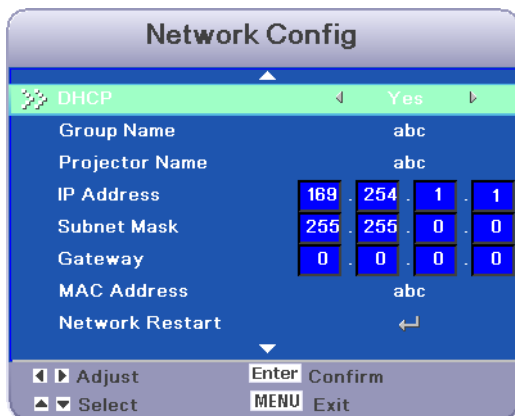 Network Config
DHCP Yes
Group Name abc
Projector Name abc
IP Address 169 . 254 . 1 . 1
Subnet Mask 255 . 255 . 0 . 0
Gateway 0 . 0 . 0 . 0
MAC Address abc
Network Restart
Adjust Enter Confirm
Select MENU Exit